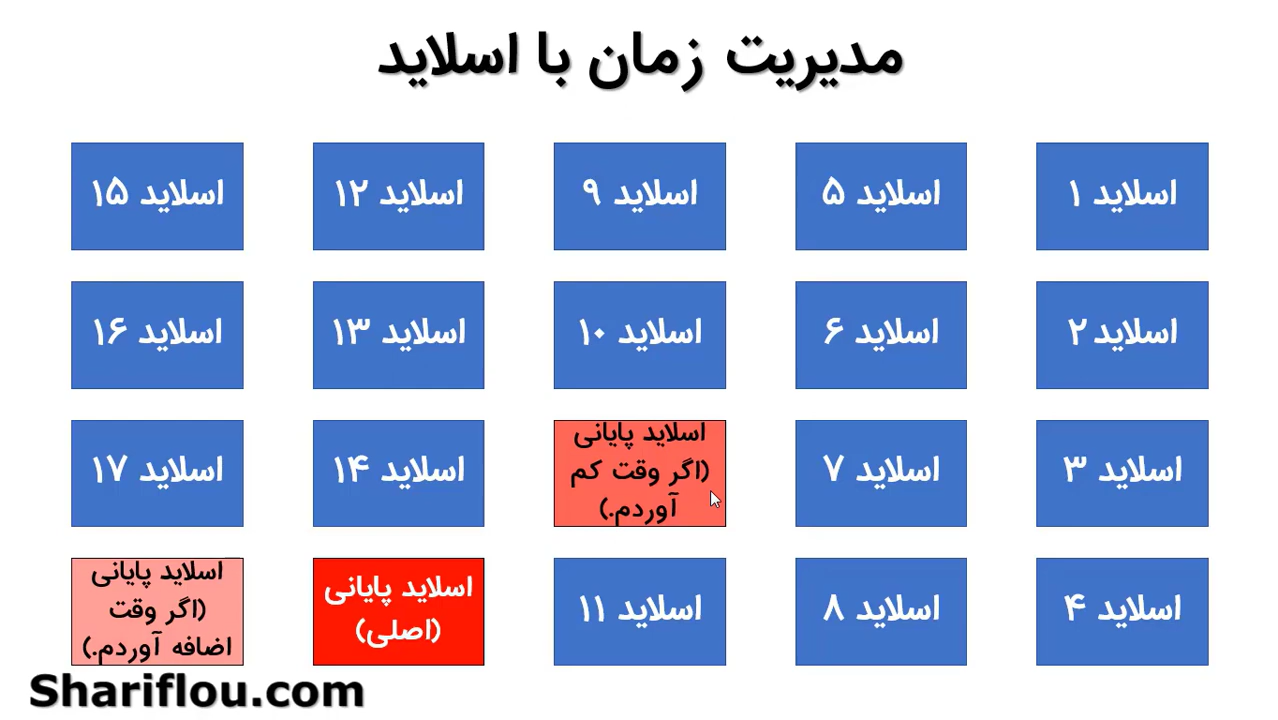 مدیریت زمان با اسلاید
اسلاید ۱
اسلاید ۲
اسلاید ۳
اسلاید ۴
اسلاید ۵
اسلاید ۶
اسلاید ۷
اسلاید ۸
اسلاید ۹
اسلاید ۱۰
اسلاید پایانی
(اگر وقت کم
آوردم.)
اسلاید ۱۱
اسلاید ۱۲
اسلاید ۱۳
اسلاید ۱۴
اسلاید پایانی
(اصلی)
اسلاید ۱۵
اسلاید ۱۶
اسلاید ۱۷
اسلاید پایانی
(اگر وقت
اضافه آوردم.)
Shariflou.com